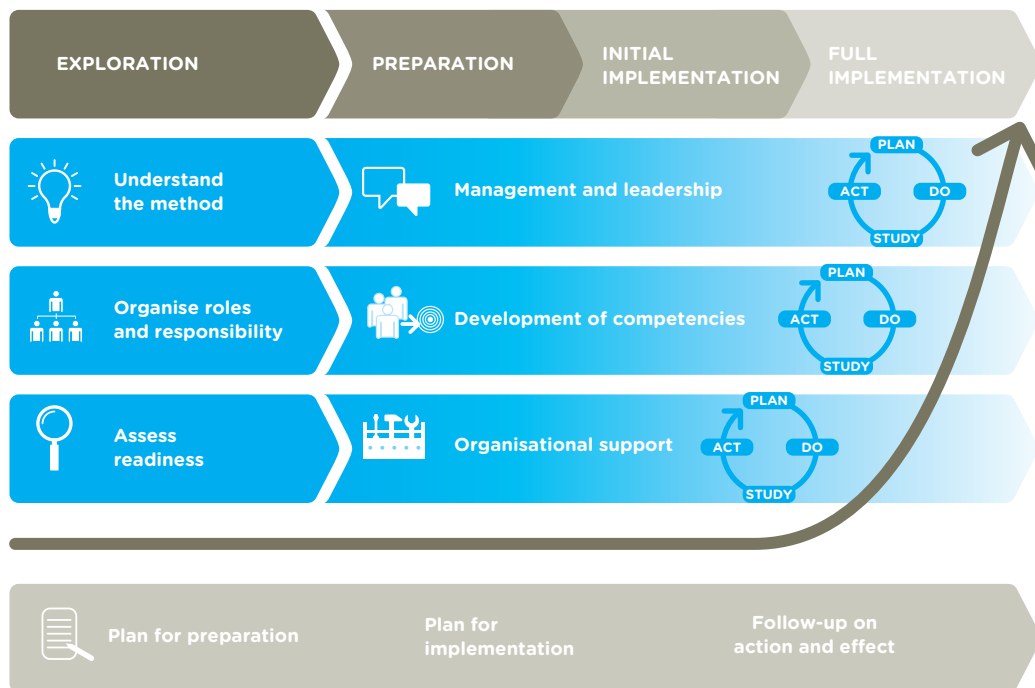 EXPLORATION
PREPARATION
INITIAL
IMPLEMENTATION
FULL
IMPLEMENTATION
Understand
the method
Management and leadership
PLAN
ACT
DO
STUDY
Organise roles
and responsibility
Development of competencies
PLAN
ACT
DO
STUDY
Assess
readiness
Organisational support
PLAN
ACT
DO
STUDY
Plan for preparation
Plan for
implementation
Follow-up on
action and effect